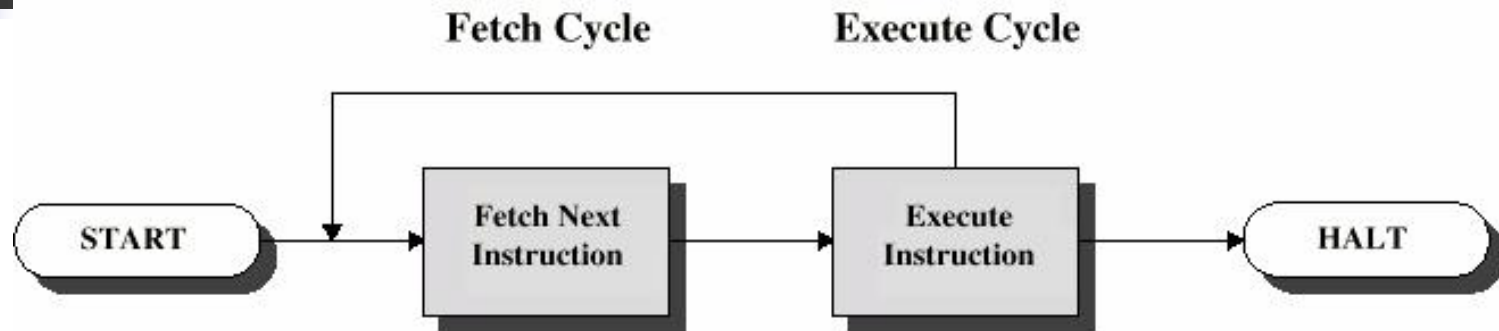 Fetch Cycle
Execute Cycle
START
Fetch Next
Instruction
Execute
Instruction
HALT